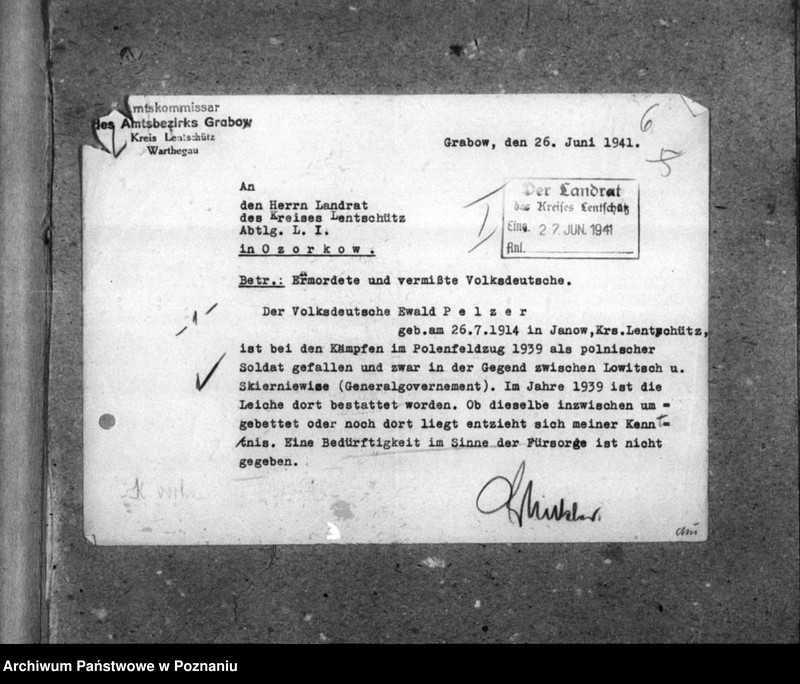 Amtskommissar
des Amtsbezirks Grabow
Kreis Lentschütz
Warthegau
Grabow, den 26. Juni 1941.
6
5
An
den Herrn Landrat
des Kreises Lentschütz
Abtlg. L. I.
in O z o r k o w .
Der Landrat
des Kreises Lentschütz
Eing. 27. JUN. 1941
Anl.
Betr.: Ermordete und vermißte Volksdeutsche.
Der Volksdeutsche Ewald P e l z e r
geb.am 26.7.1914 in Janow,Krs.Lentschütz,
ist bei den Kämpfen im Polenfeldzug 1939 als polnischer
Soldat gefallen und zwar in der Gegend zwischen Lowitsch u.
Skierniewise (Generalgovernement). Im Jahre 1939 ist die
Leiche dort bestattet worden. Ob dieselbe inzwischen um =
gebettet oder noch dort liegt entzieht sich meiner Kennt=
nis. Eine Bedürftigkeit im Sinne der Fürsorge ist nicht
gegeben.
Archiwum Państwowe w Poznaniu